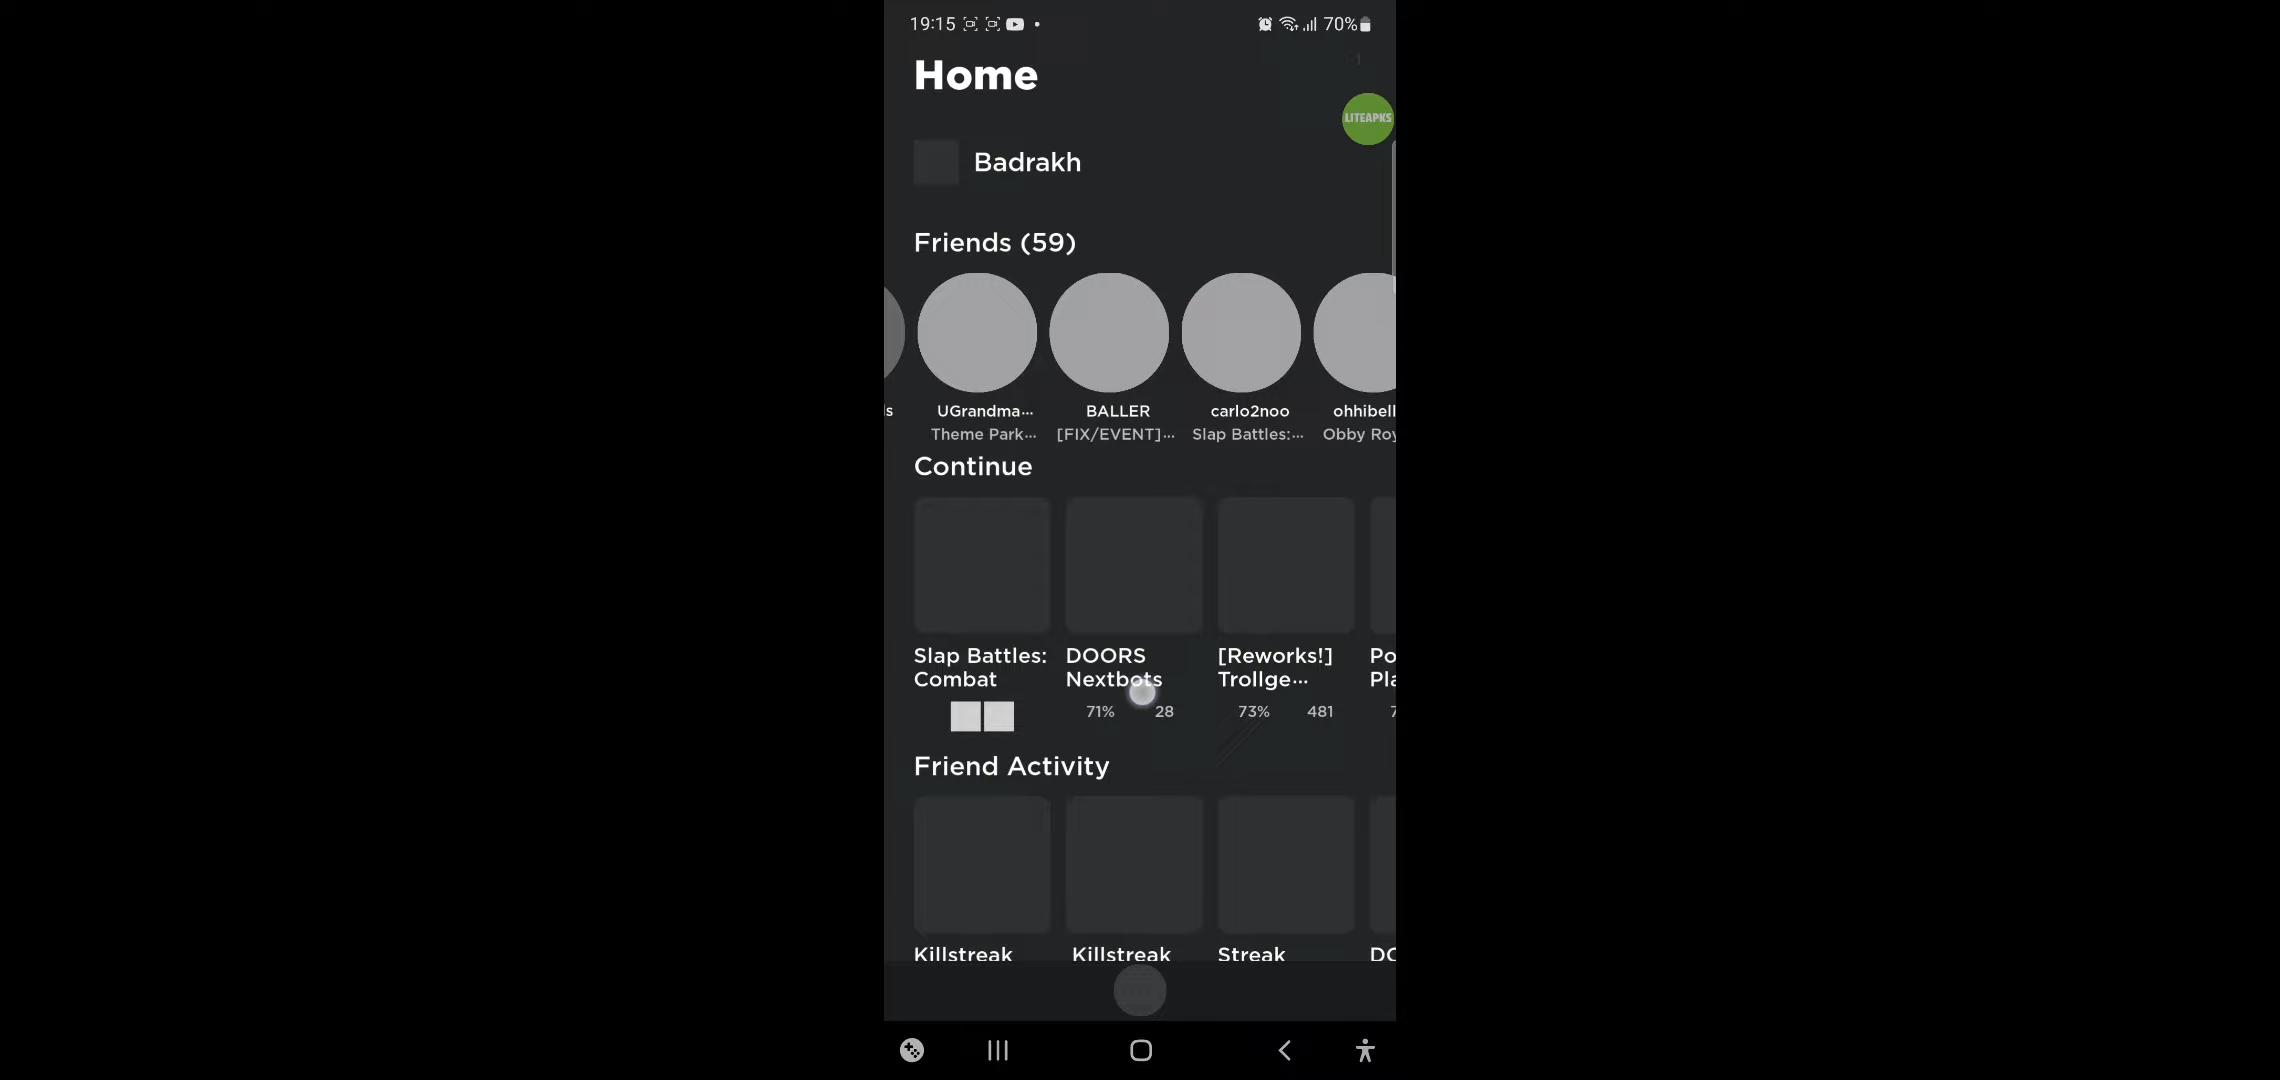 19:15
70%
Home
LITEAPKS
Badrakh
Friends (59)
ls
UGrandma...
BALLER
carlo2noo
ohhibell
Theme Park...
[FIX/EVENT]...
Slap Battles:...
Obby Roy
Continue
Slap Battles:
Combat
DOORS
Nextbots
[Reworks!]
Trollge...
Po
Pla
71%
28
73%
481
7
Friend Activity
Killstreak
Killstreak
Streak
DO